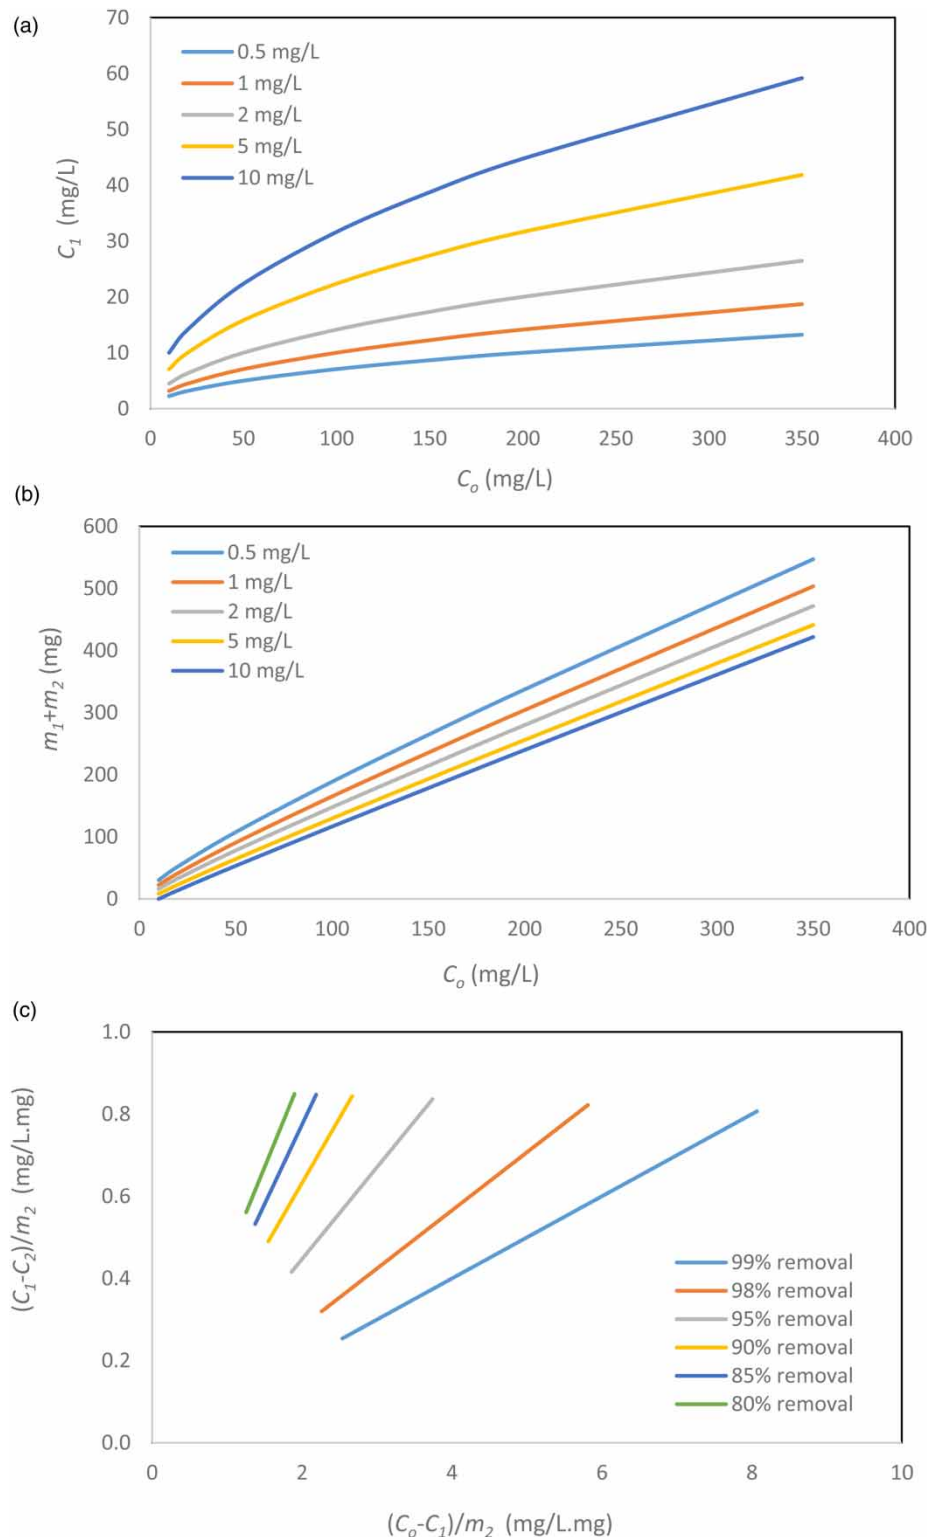 (a)
70
60
50
40
30
20
10
0
C₁ (mg/L)
0.5 mg/L
1 mg/L
2 mg/L
5 mg/L
10 mg/L
0 50 100 150 200 250 300 350 400
Cₒ (mg/L)
(b)
600
500
400
300
200
100
0
m₁+m₂ (mg)
0.5 mg/L
1 mg/L
2 mg/L
5 mg/L
10 mg/L
0 50 100 150 200 250 300 350 400
Cₒ (mg/L)
(c)
1.0
0.8
0.6
0.4
0.2
0.0
(C₁-C₂)/m₂ (mg/L.mg)
99% removal
98% removal
95% removal
90% removal
85% removal
80% removal
0 2 4 6 8 10
(Cₒ-C₁)/m₂ (mg/L.mg)